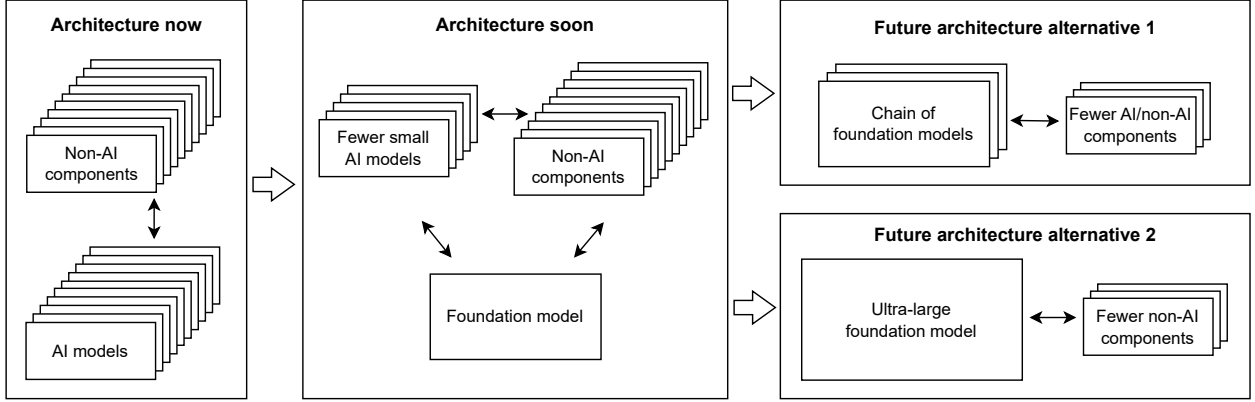 Architecture now
Non-AI
components
AI models
Architecture soon
Fewer small
AI models
Non-AI
components
Foundation model
Future architecture alternative 1
Chain of
foundation models
Fewer AI/non-AI
components
Future architecture alternative 2
Ultra-large
foundation model
Fewer non-AI
components